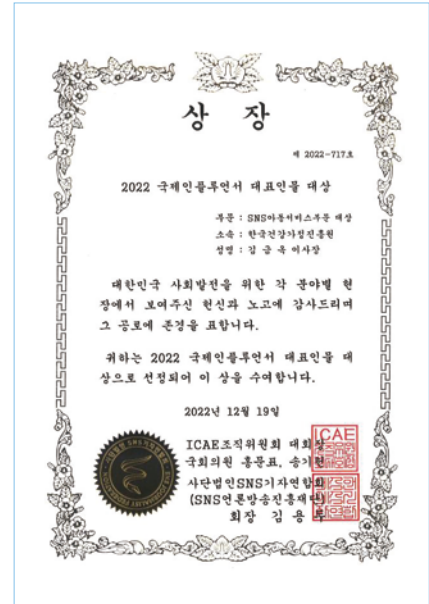 상 장
제 2022-717호
2022 국제인플루언서 대표인물 대상
부문 : SNS아동서비스부문 대상
소속 : 한국건강가정진흥원
성명 : 김 금 옥 이사장
대한민국 사회발전을 위한 각 분야별 현
장에서 보여주신 헌신과 노고에 감사드리며
그 공로에 존경을 표합니다.
귀하는 2022 국제인플루언서 대표인물 대
상으로 선정되어 이 상을 수여합니다.
2022년 12월 19일
ICAE조직위원회 대회장
국회의원 홍문표, 송기헌
사단법인SNS기자연합회
(SNS언론방송진흥재단)
회장 김 용
ICAE